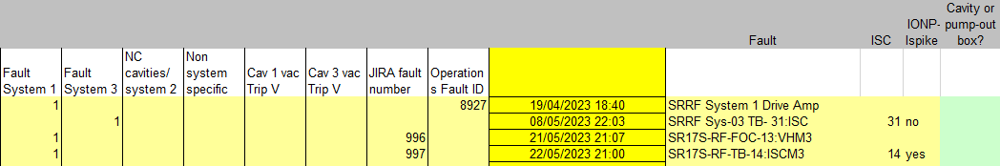 Cavity or
IONP- pump-out
Fault ISC Ispike box?
NC Non
Fault Fault cavities/ system Cav 1 vac Cav 3 vac JIRA fault Operation
System 1 System 3 system 2 specific Trip V Trip V number s Fault ID
1 8927 19/04/2023 18:40 SRRF System 1 Drive Amp
1 08/05/2023 22:03 SRRF Sys-03 TB- 31:ISC 31 no
1 996 21/05/2023 21:07 SR17S-RF-FOC-13:VHM3
1 997 22/05/2023 21:00 SR17S-RF-TB-14:ISCM3 14 yes